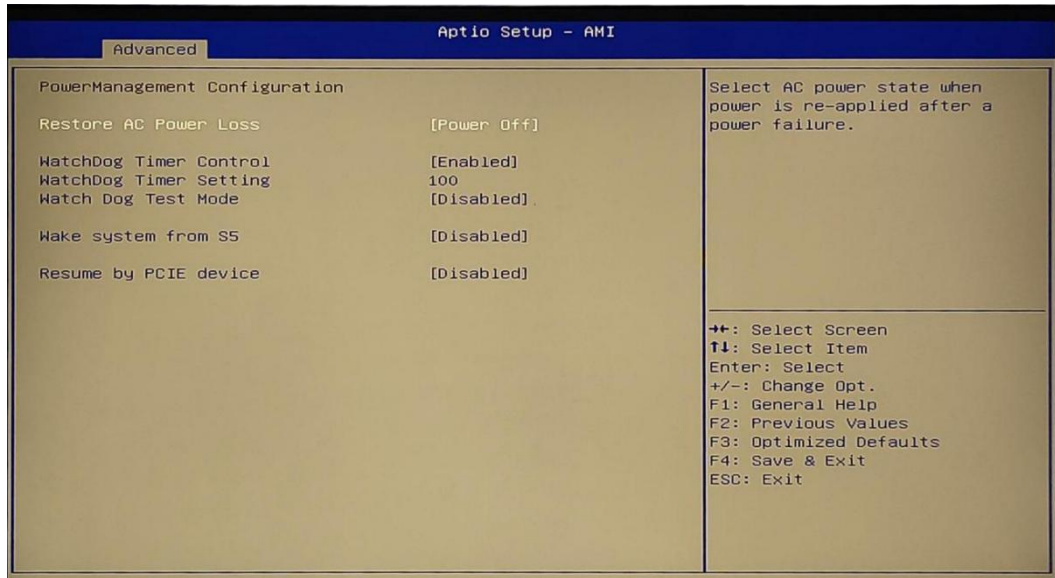 Aptio Setup - AMI
Advanced
PowerManagement Configuration
Restore AC Power Loss [Power Off]
WatchDog Timer Control [Enabled]
WatchDog Timer Setting 100
Watch Dog Test Mode [Disabled]
Wake system from S5 [Disabled]
Resume by PCIE device [Disabled]
Select AC power state when
power is re-applied after a
power failure.
→←: Select Screen
↑↓: Select Item
Enter: Select
+/-: Change Opt.
F1: General Help
F2: Previous Values
F3: Optimized Defaults
F4: Save & Exit
ESC: Exit